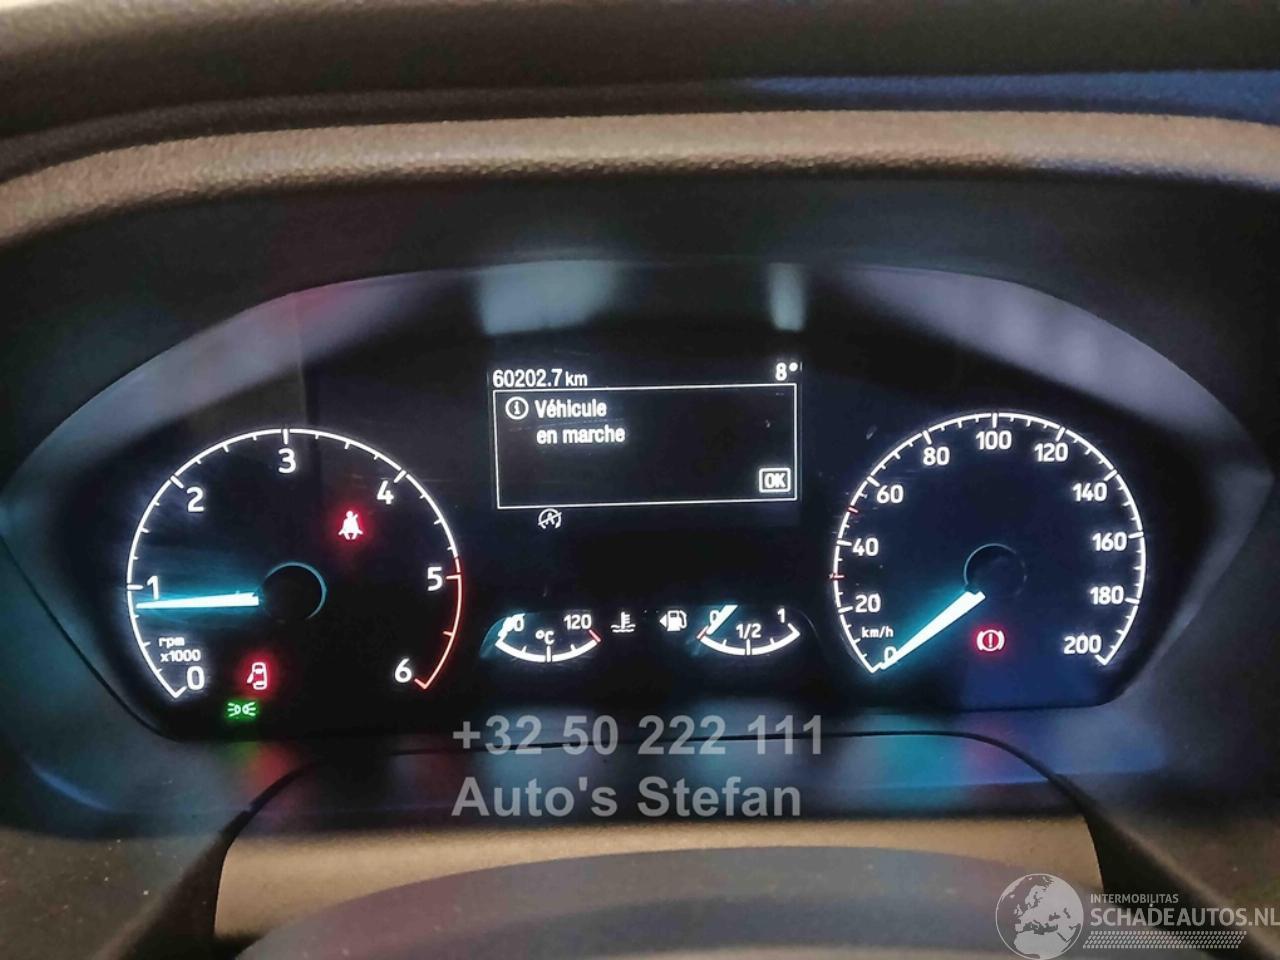 60202.7 km 8°
Véhicule
en marche
OK
0 1 2 3 4 5 6
rpm
x1000
0 120
°C
0 1/2 1
0 20 40 60 80 100 120 140 160 180 200
km/h
+32 50 222 111
Auto's Stefan
INTERMOBILITAS
SCHADEAUTOS.NL